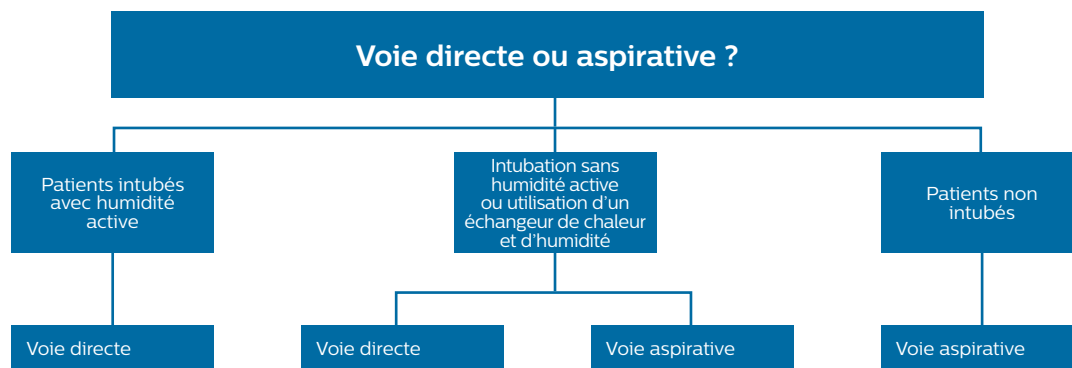 Voie directe ou aspirative ?
Patients intubés
avec humidité
active
Intubation sans
humidité active
ou utilisation d’un
échangeur de chaleur
et d’humidité
Patients non
intubés
Voie directe
Voie directe
Voie aspirative
Voie aspirative